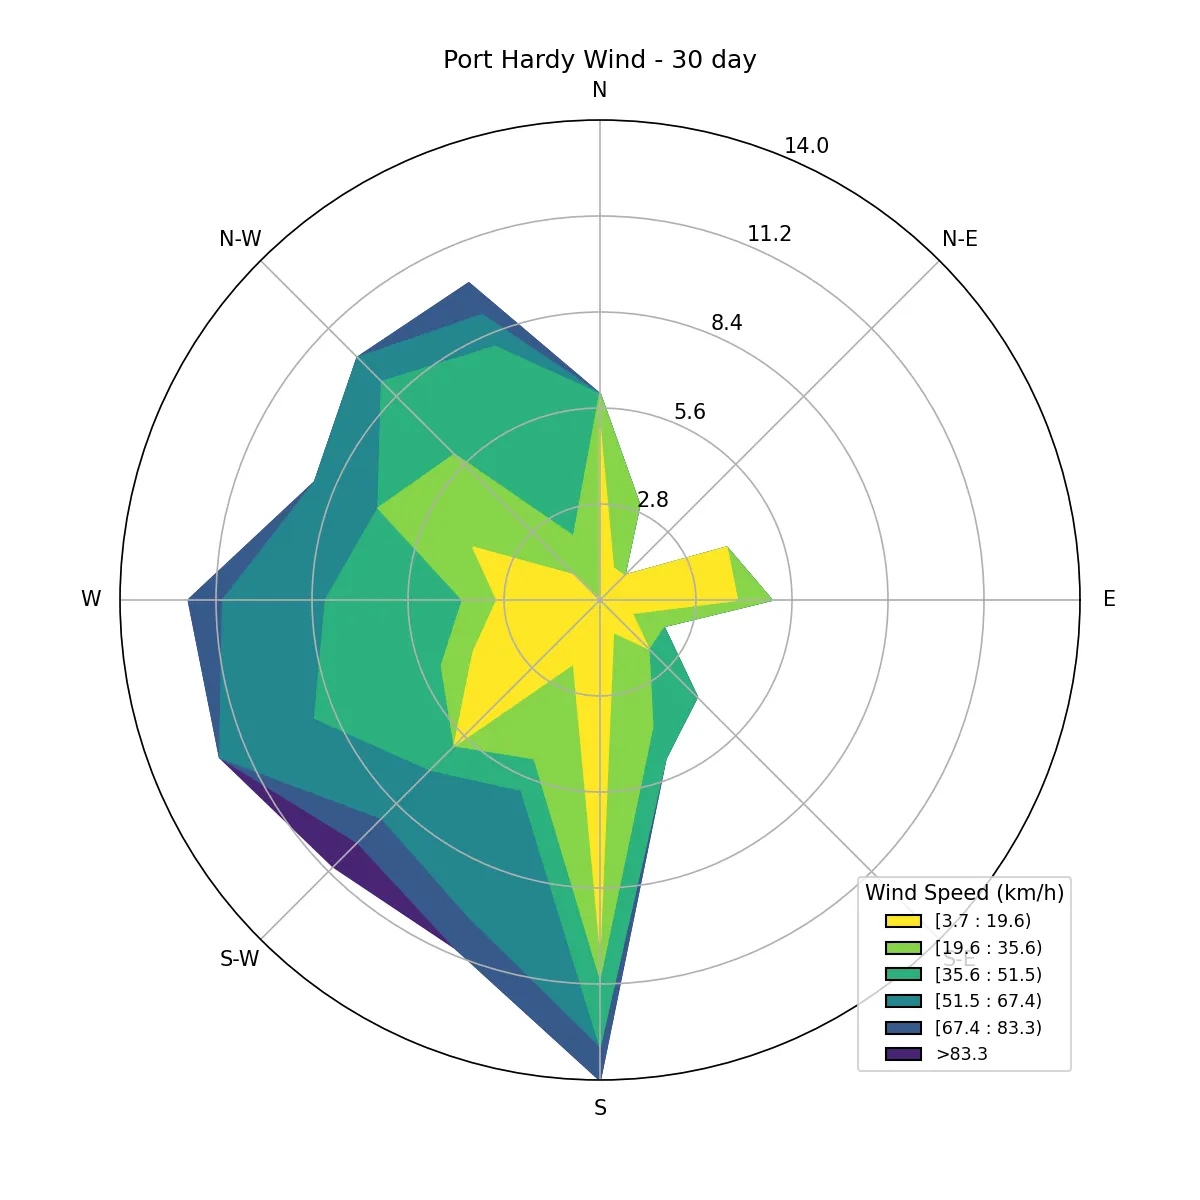 Port Hardy Wind - 30 day
N
14.0
N-W
N-E
11.2
8.4
5.6
2.8
W
E
S-W
S-E
S
Wind Speed (km/h)
[3.7 : 19.6)
[19.6 : 35.6)
[35.6 : 51.5)
[51.5 : 67.4)
[67.4 : 83.3)
>83.3